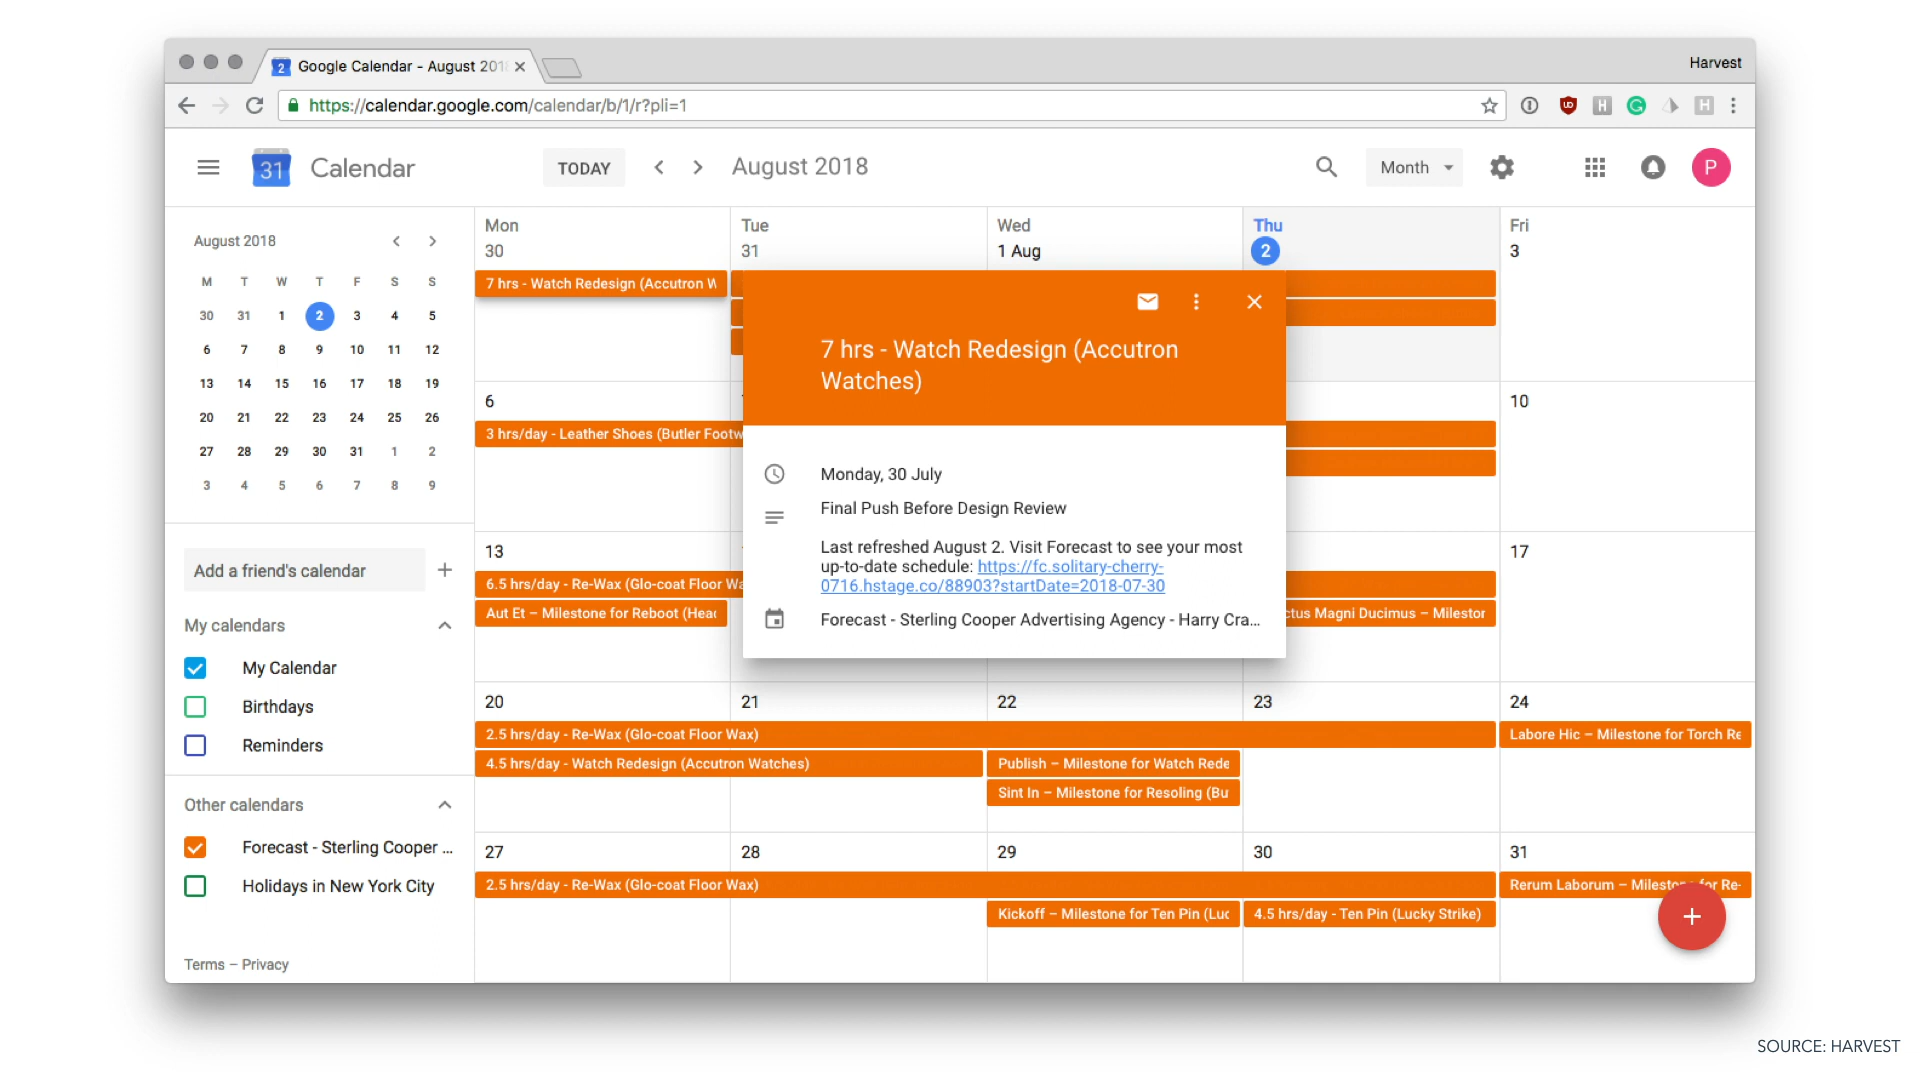 Google Calendar - August 201
Harvest
https://calendar.google.com/calendar/b/1/r?pli=1
31 Calendar
TODAY
August 2018
Month
P
August 2018
M T W T F S S
30 31 1 2 3 4 5
6 7 8 9 10 11 12
13 14 15 16 17 18 19
20 21 22 23 24 25 26
27 28 29 30 31 1 2
3 4 5 6 7 8 9
Add a friend's calendar
My calendars
My Calendar
Birthdays
Reminders
Other calendars
Forecast - Sterling Cooper ...
Holidays in New York City
Terms – Privacy
Mon Tue Wed Thu Fri
30 31 1 Aug 2 3
7 hrs - Watch Redesign (Accutron W
7 hrs - Watch Redesign (Accutron
Watches)
Monday, 30 July
Final Push Before Design Review
Last refreshed August 2. Visit Forecast to see your most
up-to-date schedule: https://fc.solitary-cherry-
0716.hstage.co/88903?startDate=2018-07-30
Forecast - Sterling Cooper Advertising Agency - Harry Cra...
6 10
3 hrs/day - Leather Shoes (Butler Footw
13 17
6.5 hrs/day - Re-Wax (Glo-coat Floor Wa
Aut Et – Milestone for Reboot (Head
ctus Magni Ducimus – Mileston
20 21 22 23 24
2.5 hrs/day - Re-Wax (Glo-coat Floor Wax)
Labore Hic – Milestone for Torch Re
4.5 hrs/day - Watch Redesign (Accutron Watches)
Publish – Milestone for Watch Rede
Sint In – Milestone for Resoling (Bu
27 28 29 30 31
2.5 hrs/day - Re-Wax (Glo-coat Floor Wax)
Rerum Laborum – Milestone for Re-
Kickoff – Milestone for Ten Pin (Luc
4.5 hrs/day - Ten Pin (Lucky Strike)
SOURCE: HARVEST